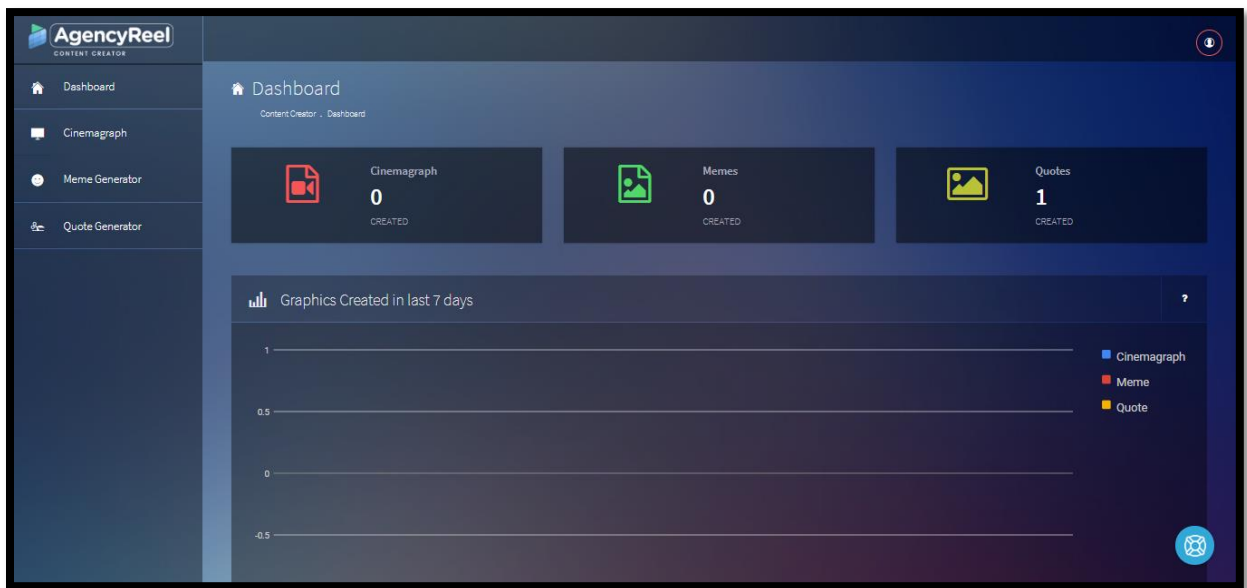 AgencyReel
CONTENT CREATOR
Dashboard
Cinemagraph
Meme Generator
Quote Generator
Dashboard
Content Creator . Dashboard
Cinemagraph
0
CREATED
Memes
0
CREATED
Quotes
1
CREATED
Graphics Created in last 7 days
?
1
0.5
0
-0.5
Cinemagraph
Meme
Quote